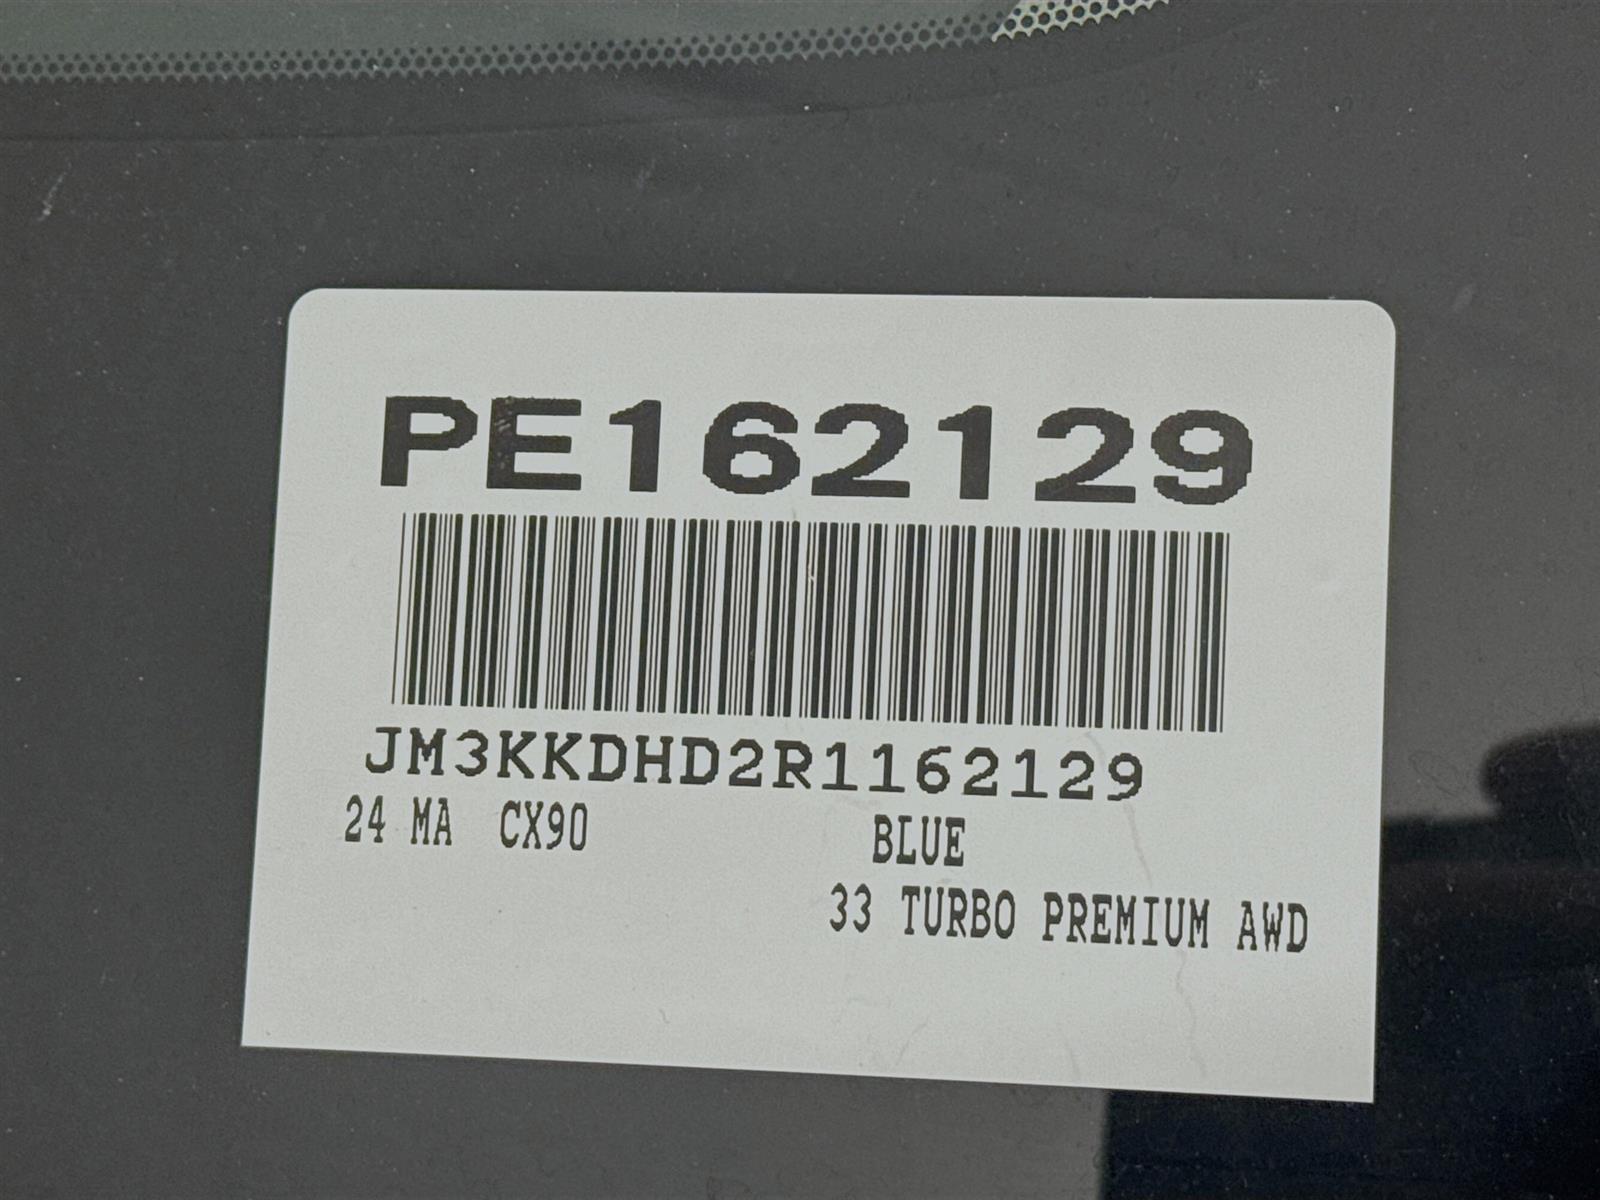 PE162129
JM3KKDHD2R1162129
24 MA CX90 BLUE
33 TURBO PREMIUM AWD